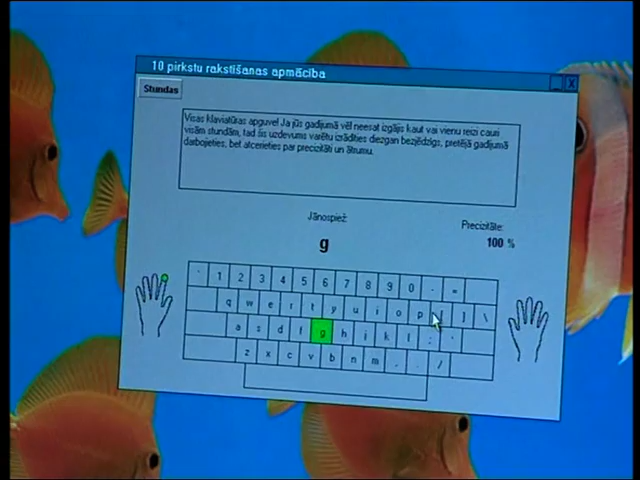 10 pirkstu rakstīšanas apmācība
Stundas
Visas klaviatūras apguve! Ja jūs gadījumā vēl neesat izgājis kaut vai vienu reizi cauri
visām stundām, tad šis uzdevums varētu izrādīties diezgan bezjēdzīgs, pretējā gadījumā
darbojieties, bet atcerieties par precizitāti un ātrumu.
Jānospiež:
Precizitāte:
g
100 %
` 1 2 3 4 5 6 7 8 9 0 - =
q w e r t y u i o p ] \
a s d f g h j k l ; '
z x c v b n m , . /